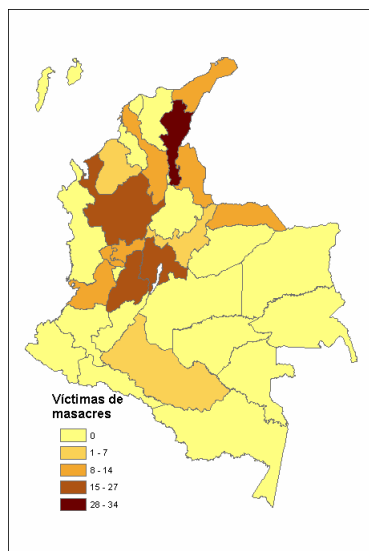 Víctimas de
masacres
0
1 - 7
8 - 14
15 - 27
28 - 34